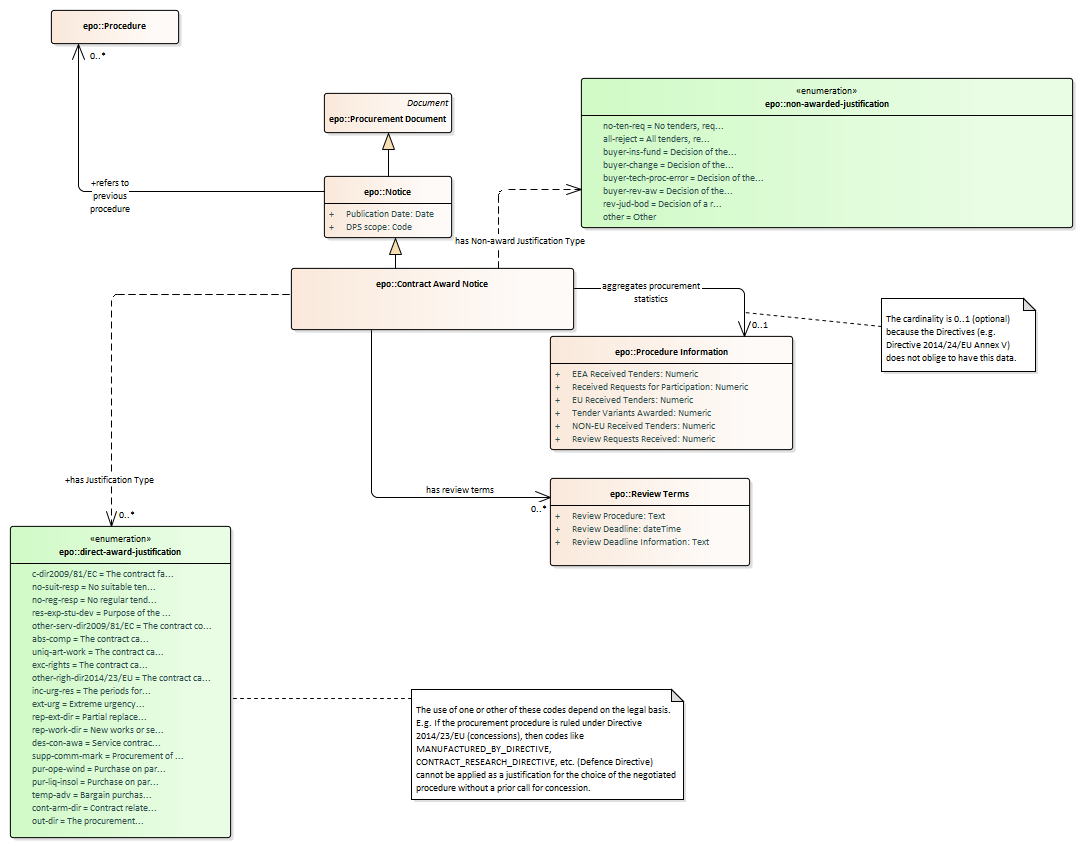 epo::Procedure
0..*
Document
epo::Procurement Document
+refers to
previous
procedure
epo::Notice
+ Publication Date: Date
+ DPS scope: Code
«enumeration»
epo::non-awarded-justification
no-ten-req = No tenders, req...
all-reject = All tenders, re...
buyer-ins-fund = Decision of the...
buyer-change = Decision of the...
buyer-tech-proc-error = Decision of the...
buyer-rev-aw = Decision of the...
rev-jud-bod = Decision of a r...
other = Other
has Non-award Justification Type
epo::Contract Award Notice
aggregates procurement
statistics
0..1
The cardinality is 0..1 (optional)
because the Directives (e.g.
Directive 2014/24/EU Annex V)
does not oblige to have this data.
epo::Procedure Information
+ EEA Received Tenders: Numeric
+ Received Requests for Participation: Numeric
+ EU Received Tenders: Numeric
+ Tender Variants Awarded: Numeric
+ NON-EU Received Tenders: Numeric
+ Review Requests Received: Numeric
+has Justification Type
0..*
has review terms
0..*
epo::Review Terms
+ Review Procedure: Text
+ Review Deadline: dateTime
+ Review Deadline Information: Text
«enumeration»
epo::direct-award-justification
c-dir2009/81/EC = The contract fa...
no-suit-resp = No suitable ten...
no-reg-resp = No regular tend...
res-exp-stu-dev = Purpose of the ...
other-serv-dir2009/81/EC = The contract co...
abs-comp = The contract ca...
uniq-art-work = The contract ca...
exc-rights = The contract ca...
other-righ-dir2014/23/EU = The contract ca...
inc-urg-res = The periods for...
ext-urg = Extreme urgency...
rep-ext-dir = Partial replace...
rep-work-dir = New works or se...
des-con-awa = Service contrac...
supp-comm-mark = Procurement of ...
pur-ope-wind = Purchase on par...
pur-liq-insol = Purchase on par...
temp-adv = Bargain purchas...
cont-arm-dir = Contract relate...
out-dir = The procurement...
The use of one or other of these codes depend on the legal basis.
E.g. If the procurement procedure is ruled under Directive
2014/23/EU (concessions), then codes like
MANUFACTURED_BY_DIRECTIVE,
CONTRACT_RESEARCH_DIRECTIVE, etc. (Defence Directive)
cannot be applied as a justification for the choice of the negotiated
procedure without a prior call for concession.